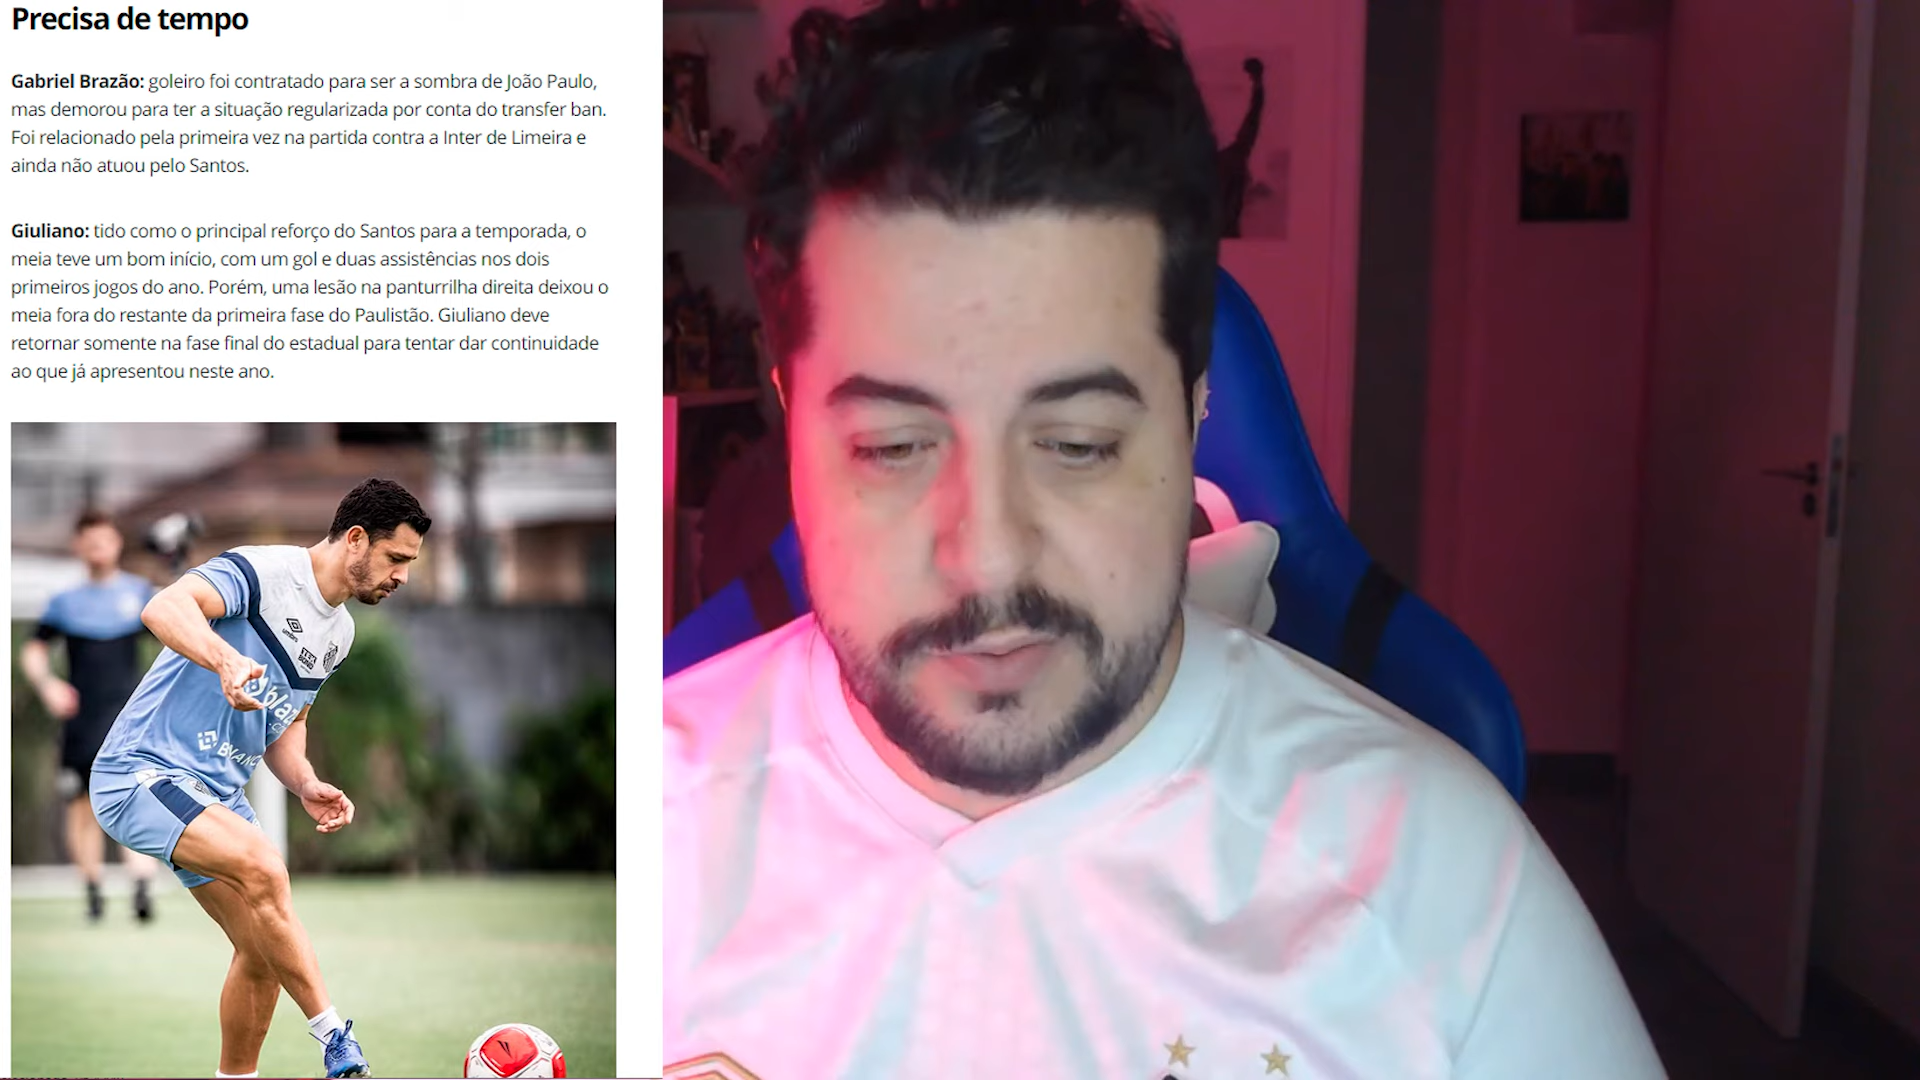 Precisa de tempo
Gabriel Brazão: goleiro foi contratado para ser a sombra de João Paulo,
mas demorou para ter a situação regularizada por conta do transfer ban.
Foi relacionado pela primeira vez na partida contra a Inter de Limeira e
ainda não atuou pelo Santos.
Giuliano: tido como o principal reforço do Santos para a temporada, o
meia teve um bom início, com um gol e duas assistências nos dois
primeiros jogos do ano. Porém, uma lesão na panturrilha direita deixou o
meia fora do restante da primeira fase do Paulistão. Giuliano deve
retornar somente na fase final do estadual para tentar dar continuidade
ao que já apresentou neste ano.
umbro
TEK
BOND